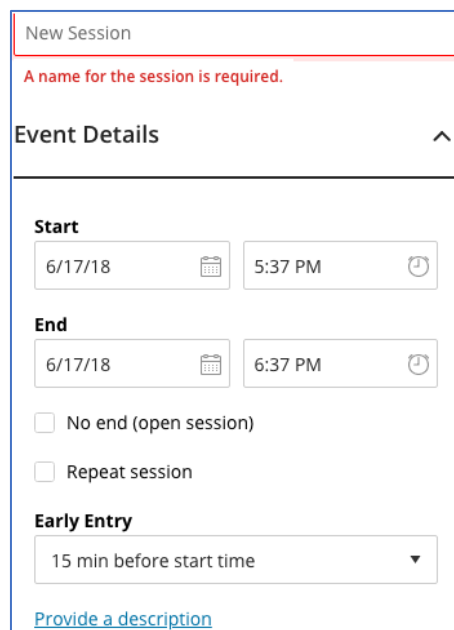 New Session
A name for the session is required.
Event Details
Start
6/17/18 5:37 PM
End
6/17/18 6:37 PM
No end (open session)
Repeat session
Early Entry
15 min before start time
Provide a description